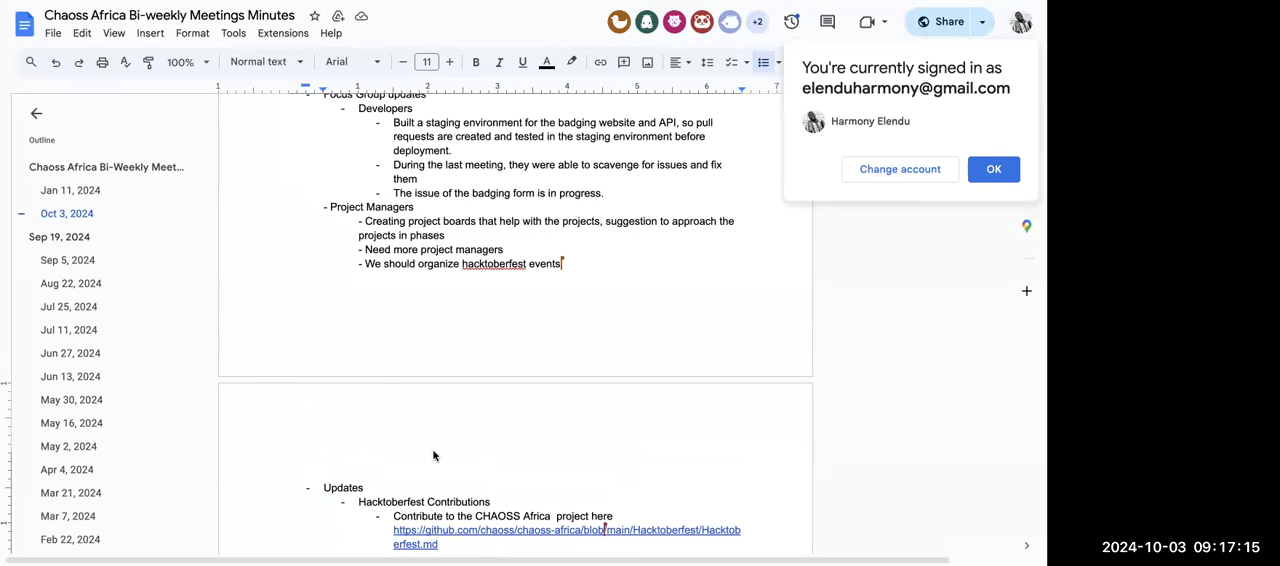 Chaoss Africa Bi-weekly Meetings Minutes
File Edit View Insert Format Tools Extensions Help
+2
Share
100% Normal text Arial 11 B I U A
1 1 2 3 4 5 6 7
You're currently signed in as
elenduharmony@gmail.com
Harmony Elendu
Change account OK
Outline
Chaoss Africa Bi-Weekly Meet...
Jan 11, 2024
Oct 3, 2024
Sep 19, 2024
Sep 5, 2024
Aug 22, 2024
Jul 25, 2024
Jul 11, 2024
Jun 27, 2024
Jun 13, 2024
May 30, 2024
May 16, 2024
May 2, 2024
Apr 4, 2024
Mar 21, 2024
Mar 7, 2024
Feb 22, 2024
- Focus Group updates
- Developers
- Built a staging environment for the badging website and API, so pull
requests are created and tested in the staging environment before
deployment.
- During the last meeting, they were able to scavenge for issues and fix
them
- The issue of the badging form is in progress.
- Project Managers
- Creating project boards that help with the projects, suggestion to approach the
projects in phases
- Need more project managers
- We should organize hacktoberfest events
- Updates
- Hacktoberfest Contributions
- Contribute to the CHAOSS Africa project here
https://github.com/chaoss/chaoss-africa/blob/main/Hacktoberfest/Hacktob
erfest.md
2024-10-03 09:17:15